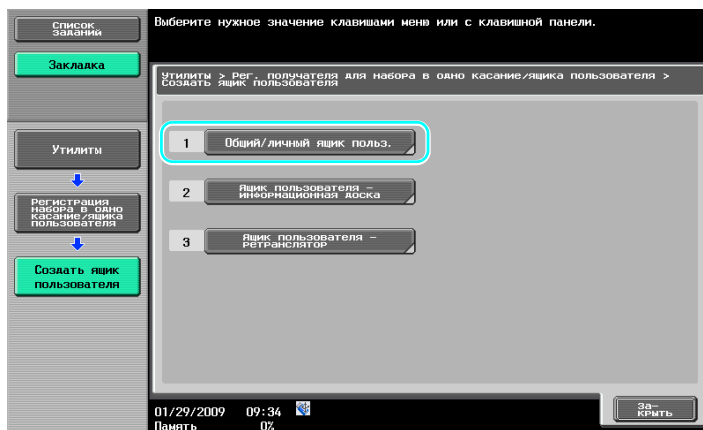 Список
заданий
Выберите нужное значение клавишами меню или с клавишной панели.
Закладка
Утилиты > Рег. получателя для набора в одно касание/ящика пользователя >
Создать ящик пользователя
Утилиты
1 Общий/личный ящик польз.
Регистрация
набора в одно
касание/ящика
пользователя
2 Ящик пользователя –
информационная доска
3 Ящик пользователя –
ретранслятор
Создать ящик
пользователя
01/29/2009 09:34
Память 0%
За-
крыть